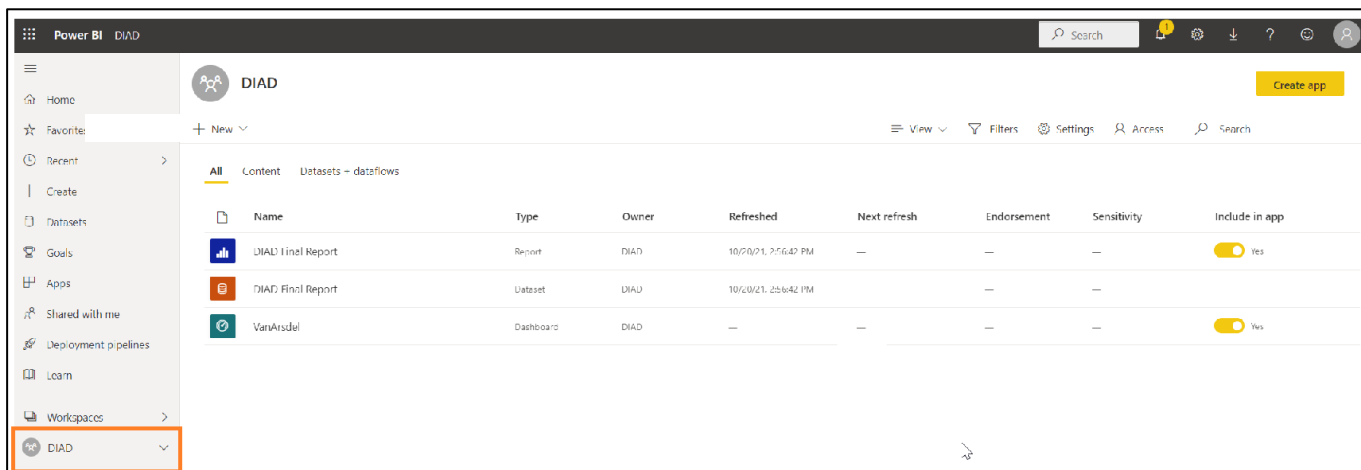 Power BI DIAD Search 1 ?
DIAD Create app
Home
Favorites
Recent
Create
Datasets
Goals
Apps
Shared with me
Deployment pipelines
Learn
Workspaces
DIAD
New View Filters Settings Access Search
All Content Datasets + dataflows
Name Type Owner Refreshed Next refresh Endorsement Sensitivity Include in app
DIAD Final Report Report DIAD 10/20/21, 2:56:42 PM — — — Yes
DIAD Final Report Dataset DIAD 10/20/21, 2:56:42 PM — —
VanArsdel Dashboard DIAD — — — — Yes